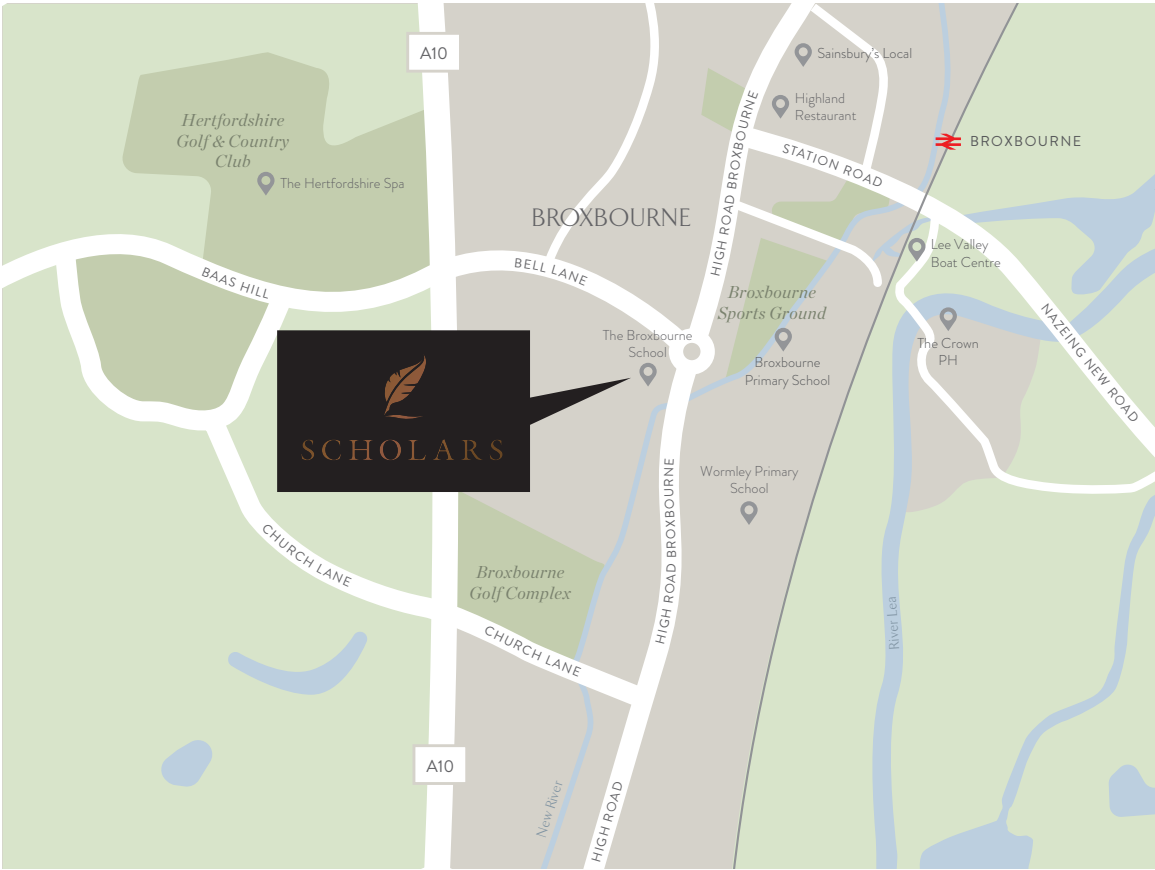 A10
Sainsbury's Local
Highland
Restaurant
Hertfordshire
Golf & Country
Club
The Hertfordshire Spa
HIGH ROAD BROXBOURNE
STATION ROAD
BROXBOURNE
BROXBOURNE
Lee Valley
Boat Centre
BAAS HILL
BELL LANE
Broxbourne
Sports Ground
NAZEING NEW ROAD
The Broxbourne
School
Broxbourne
Primary School
The Crown
PH
SCHOLARS
Wormley Primary
School
HIGH ROAD BROXBOURNE
CHURCH LANE
Broxbourne
Golf Complex
CHURCH LANE
River Lea
A10
New River
HIGH ROAD